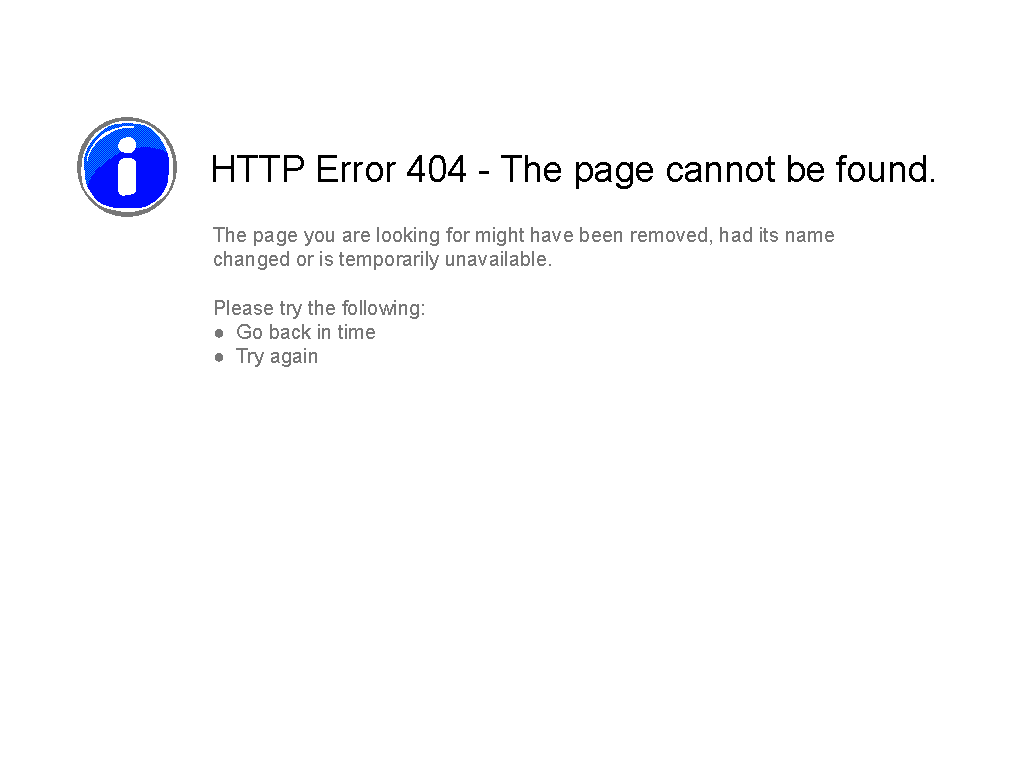 HTTP Error 404 - The page cannot be found.
The page you are looking for might have been removed, had its name
changed or is temporarily unavailable.
Please try the following:
● Go back in time
● Try again